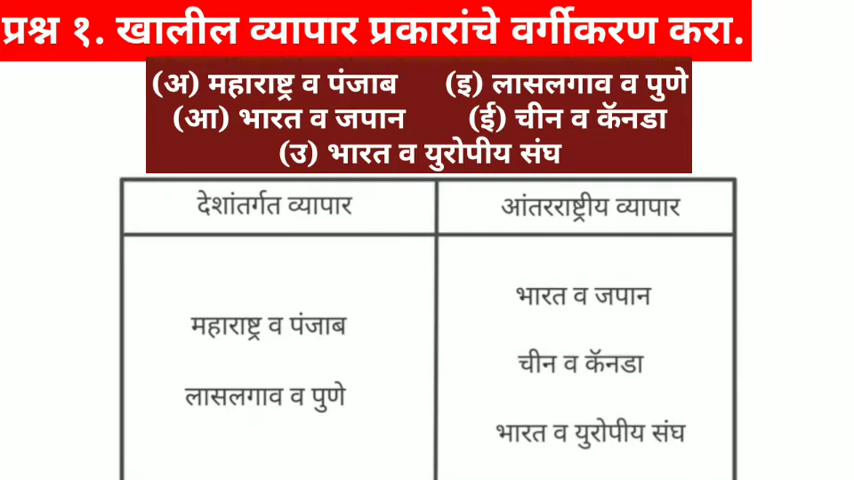 प्रश्न १. खालील व्यापार प्रकारांचे वर्गीकरण करा.
(अ) महाराष्ट्र व पंजाब (इ) लासलगाव व पुणे
(आ) भारत व जपान (ई) चीन व कॅनडा
(उ) भारत व युरोपीय संघ
देशांतर्गत व्यापार आंतरराष्ट्रीय व्यापार
महाराष्ट्र व पंजाब
लासलगाव व पुणे
भारत व जपान
चीन व कॅनडा
भारत व युरोपीय संघ